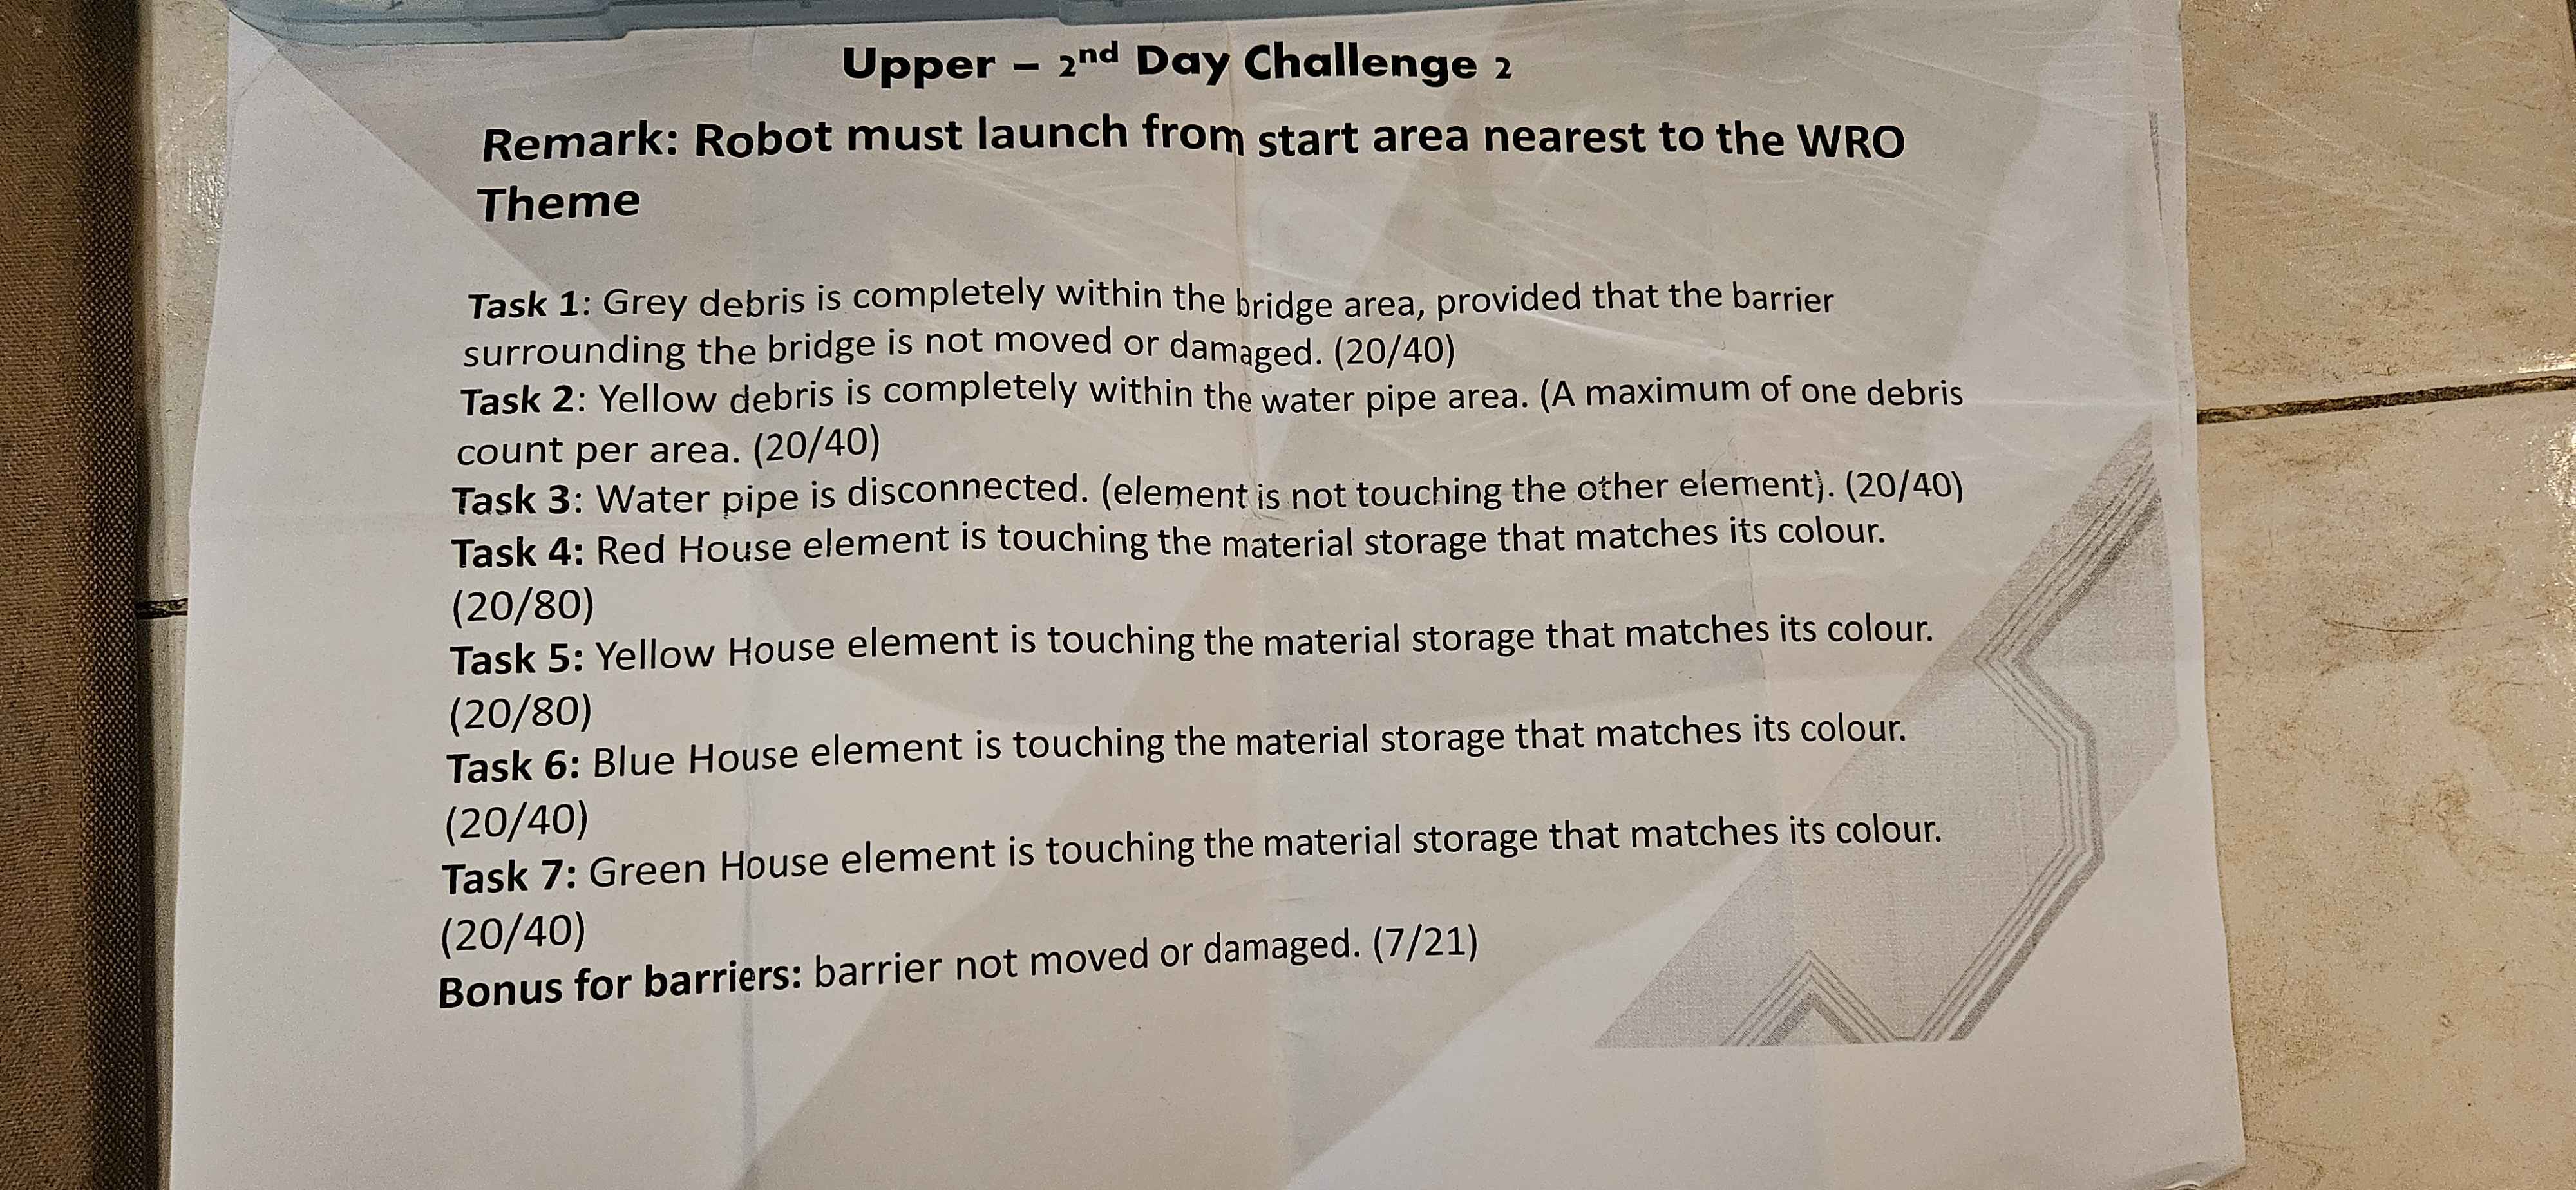 Upper – 2nd Day Challenge 2
Remark: Robot must launch from start area nearest to the WRO
Theme
Task 1: Grey debris is completely within the bridge area, provided that the barrier
surrounding the bridge is not moved or damaged. (20/40)
Task 2: Yellow debris is completely within the water pipe area. (A maximum of one debris
count per area. (20/40)
Task 3: Water pipe is disconnected. (element is not touching the other element). (20/40)
Task 4: Red House element is touching the material storage that matches its colour.
(20/80)
Task 5: Yellow House element is touching the material storage that matches its colour.
(20/80)
Task 6: Blue House element is touching the material storage that matches its colour.
(20/40)
Task 7: Green House element is touching the material storage that matches its colour.
(20/40)
Bonus for barriers: barrier not moved or damaged. (7/21)